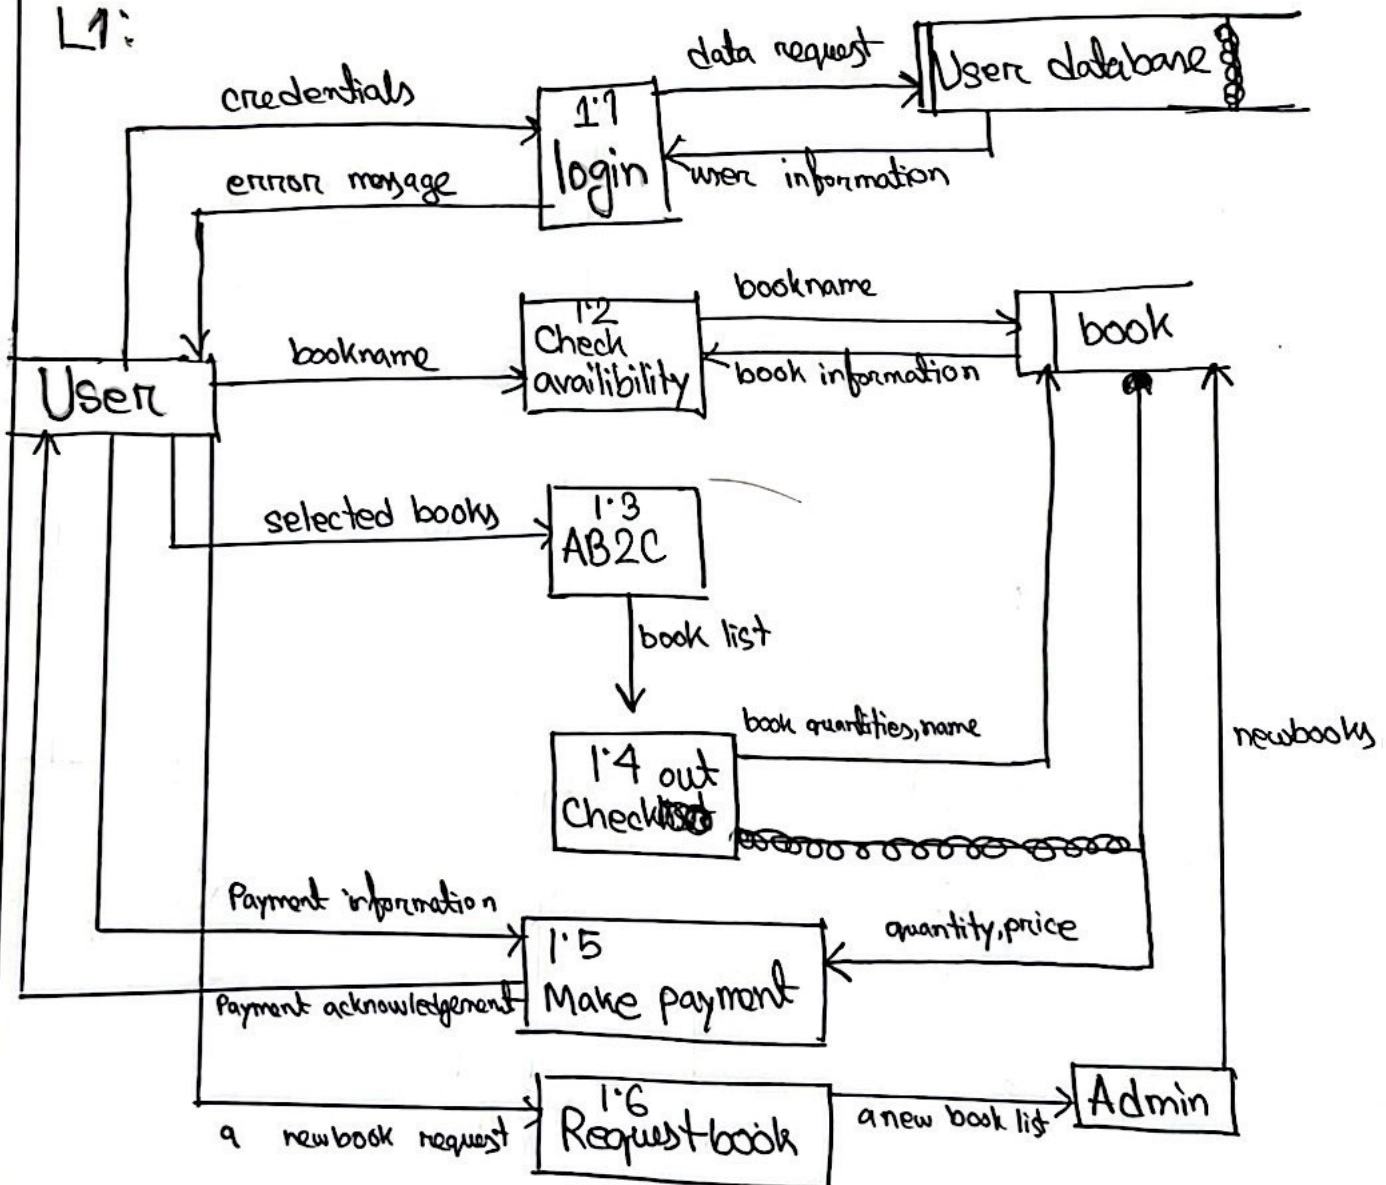 L1:
data request
User database
credentials
1.1
login
user information
error message
bookname
1.2
Check
availibility
bookname
book information
book
User
selected books
1.3
AB2C
book list
book quantities,name
1.4 out
Check
newbooks
Payment information
quantity,price
1.5
Make payment
Payment acknowledgement
1.6
Request book
a newbook request
a new book list
Admin